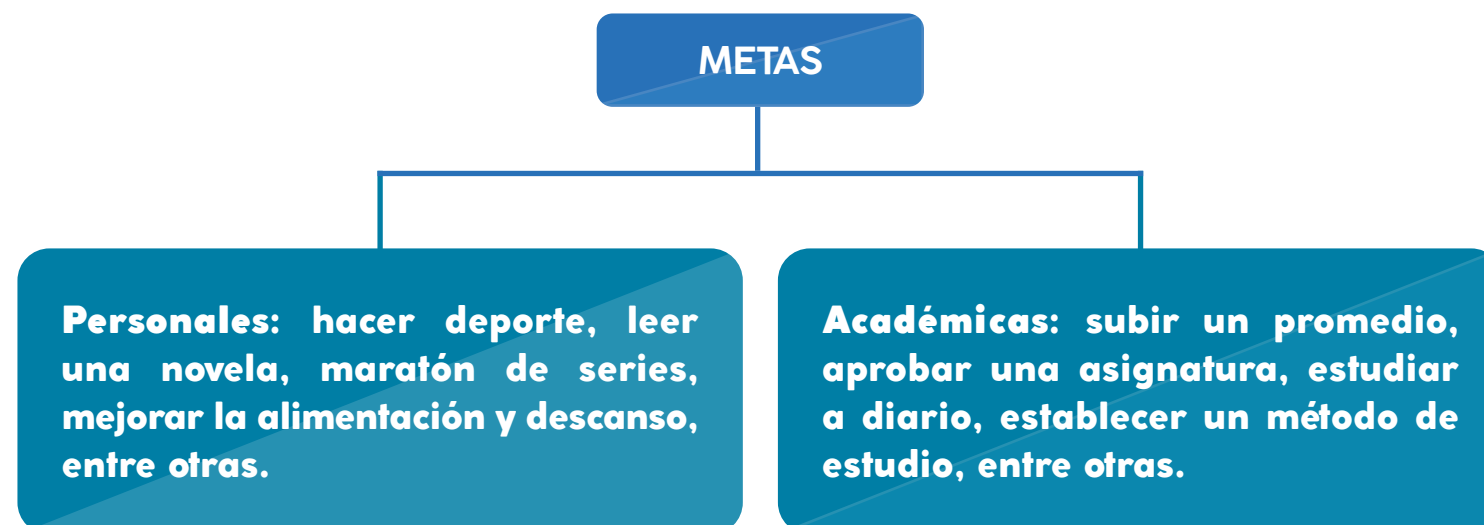 METAS
Personales: hacer deporte, leer
una novela, maratón de series,
mejorar la alimentación y descanso,
entre otras.
Académicas: subir un promedio,
aprobar una asignatura, estudiar
a diario, establecer un método de
estudio, entre otras.